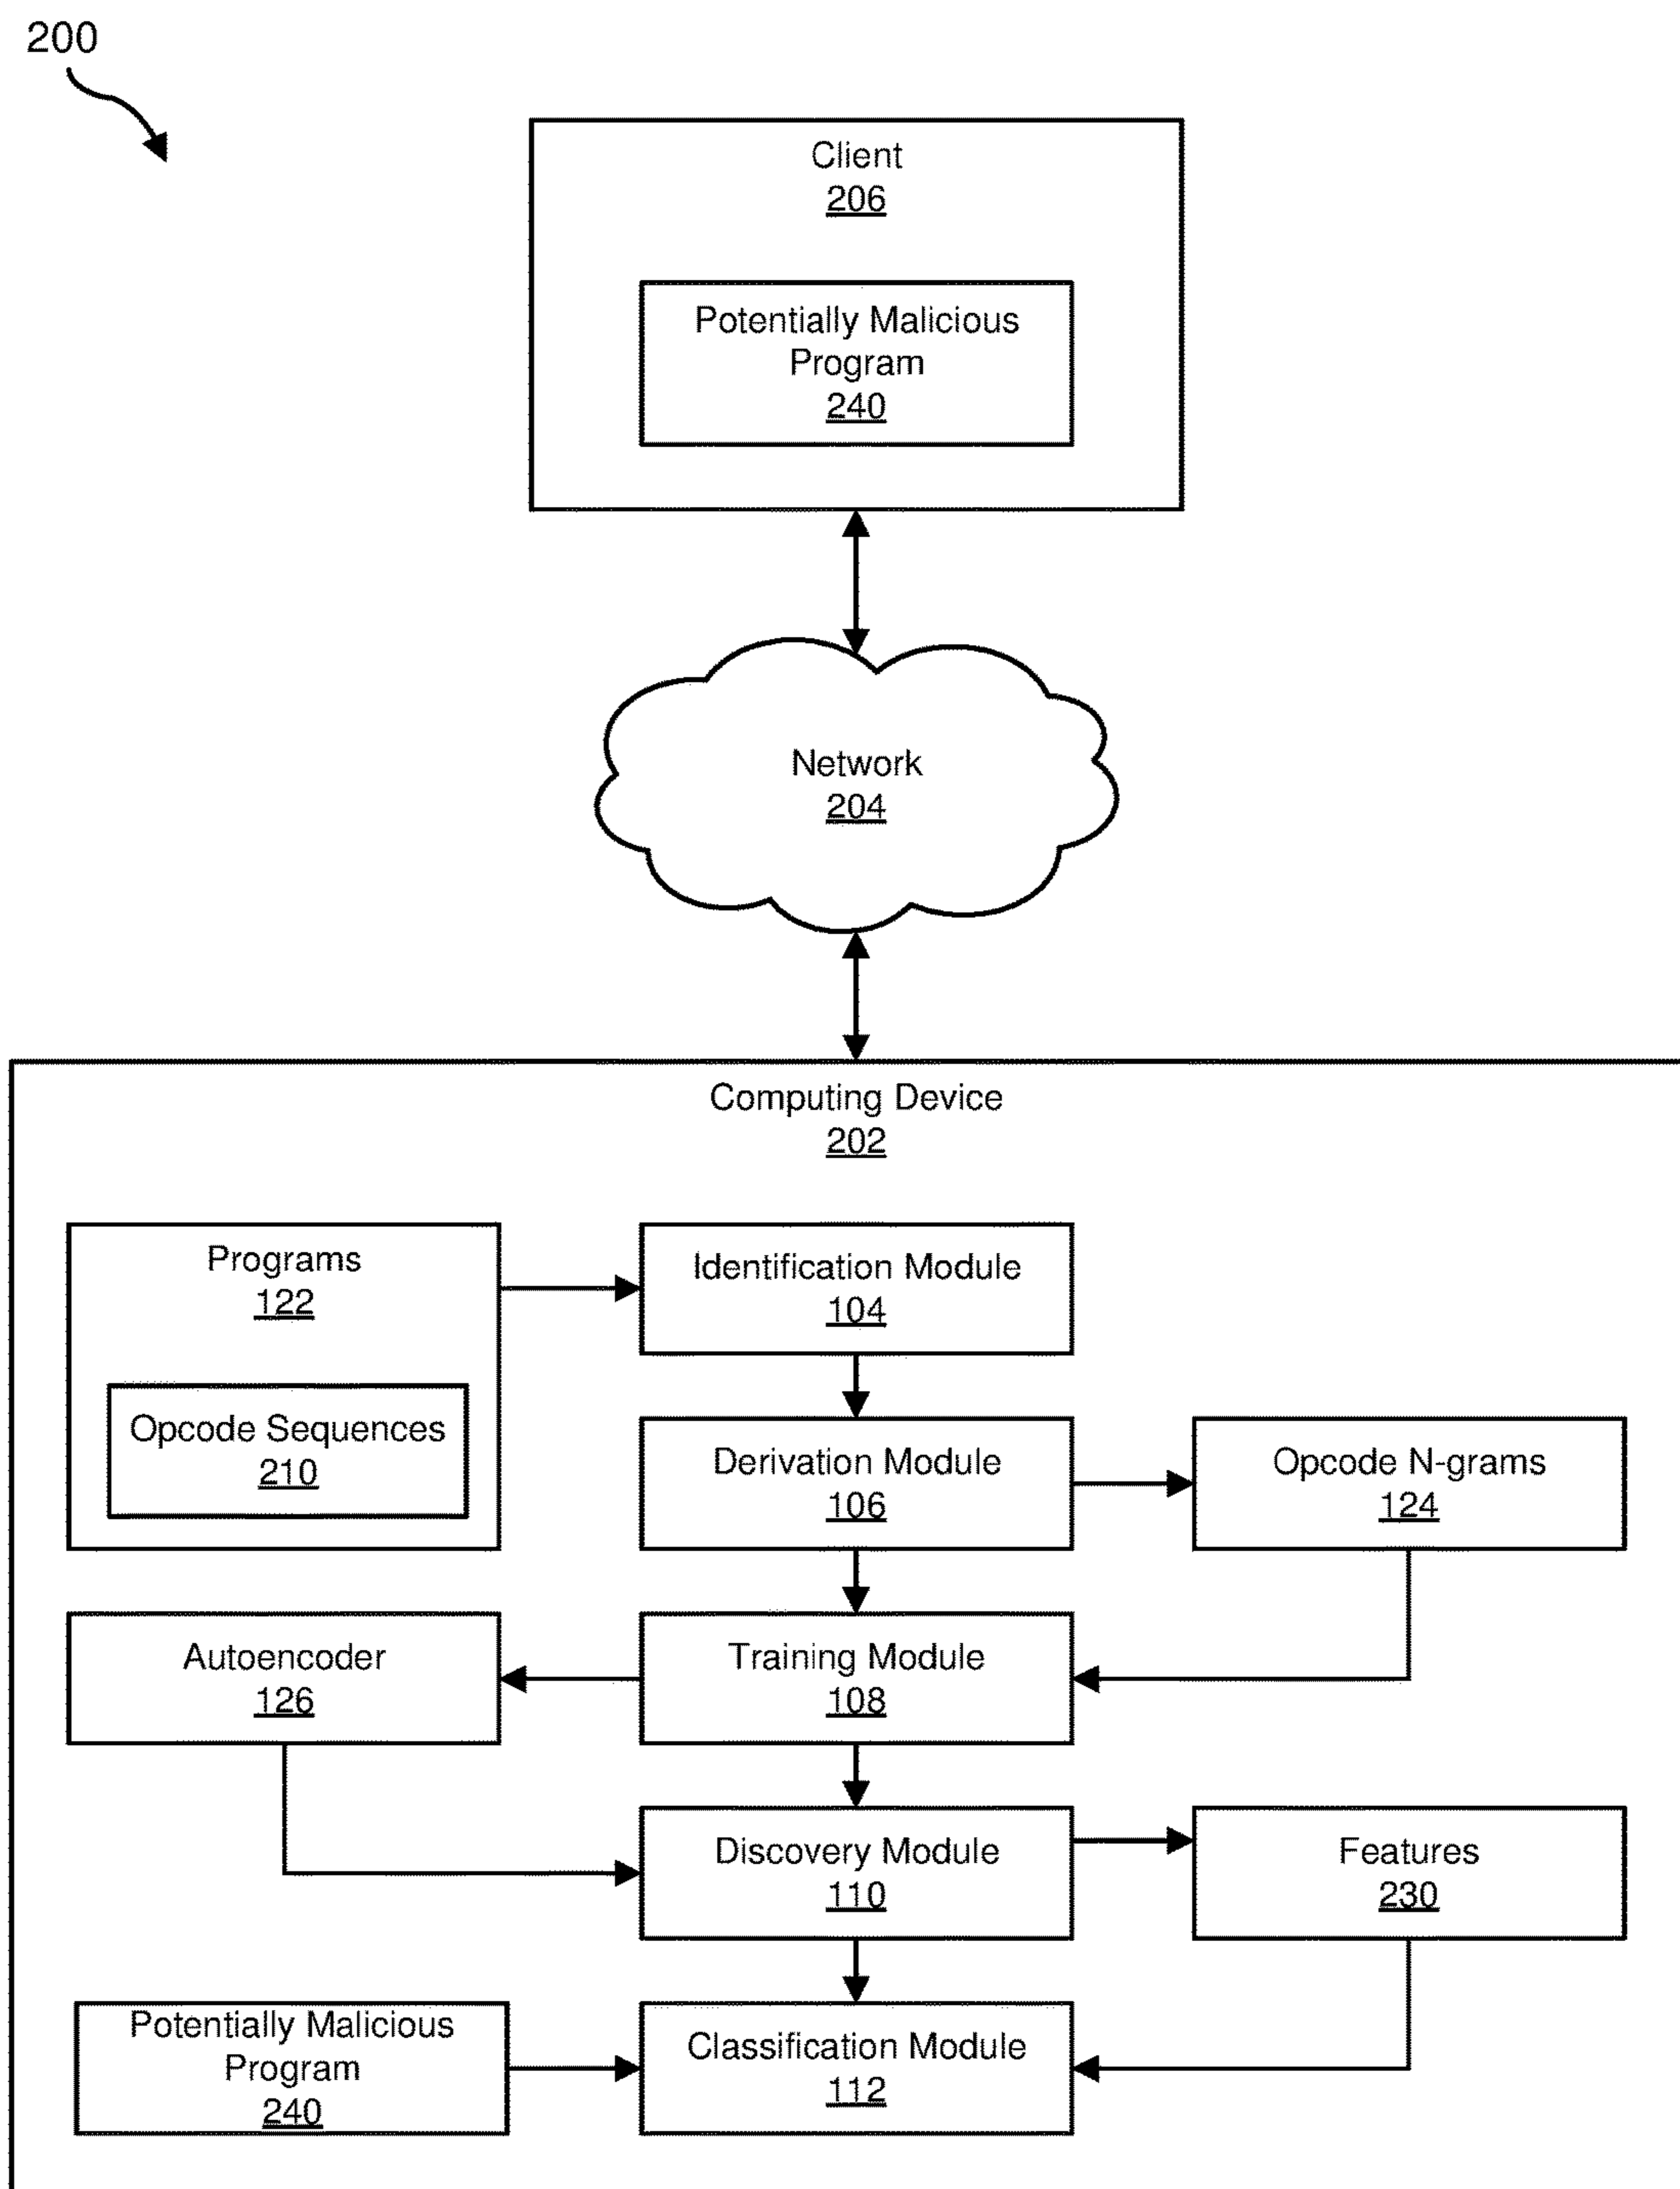 200
Client
206
Potentially Malicious
Program
240
Network
204
Computing Device
202
Programs
122
Opcode Sequences
210
Identification Module
104
Derivation Module
106
Opcode N-grams
124
Autoencoder
126
Training Module
108
Discovery Module
110
Features
230
Potentially Malicious
Program
240
Classification Module
112